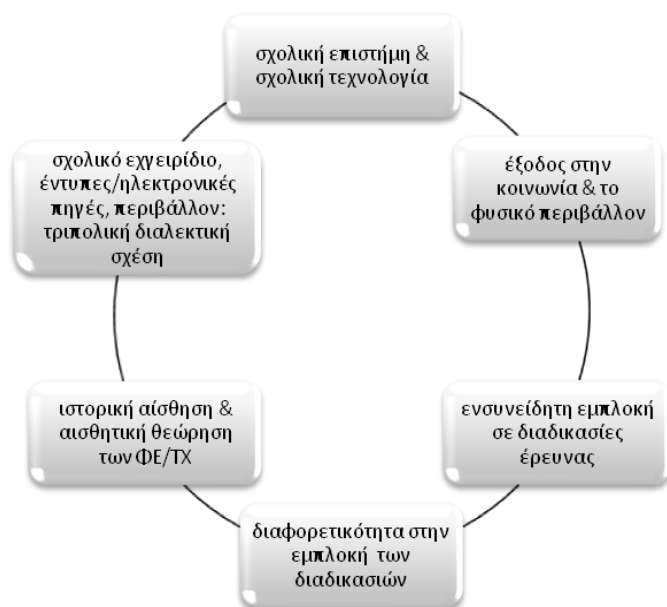 σχολική επιστήμη &
σχολική τεχνολογία
έξοδος στην
κοινωνία & το
φυσικό περιβάλλον
ενσυνείδητη εμπλοκή
σε διαδικασίες
έρευνας
διαφορετικότητα στην
εμπλοκή των
διαδικασιών
ιστορική αίσθηση &
αισθητική θεώρηση
των ΦΕ/ΤΧ
σχολικό εχγειρίδιο,
έντυπες/ηλεκτρονικές
πηγές, περιβάλλον:
τριπολική διαλεκτική
σχέση